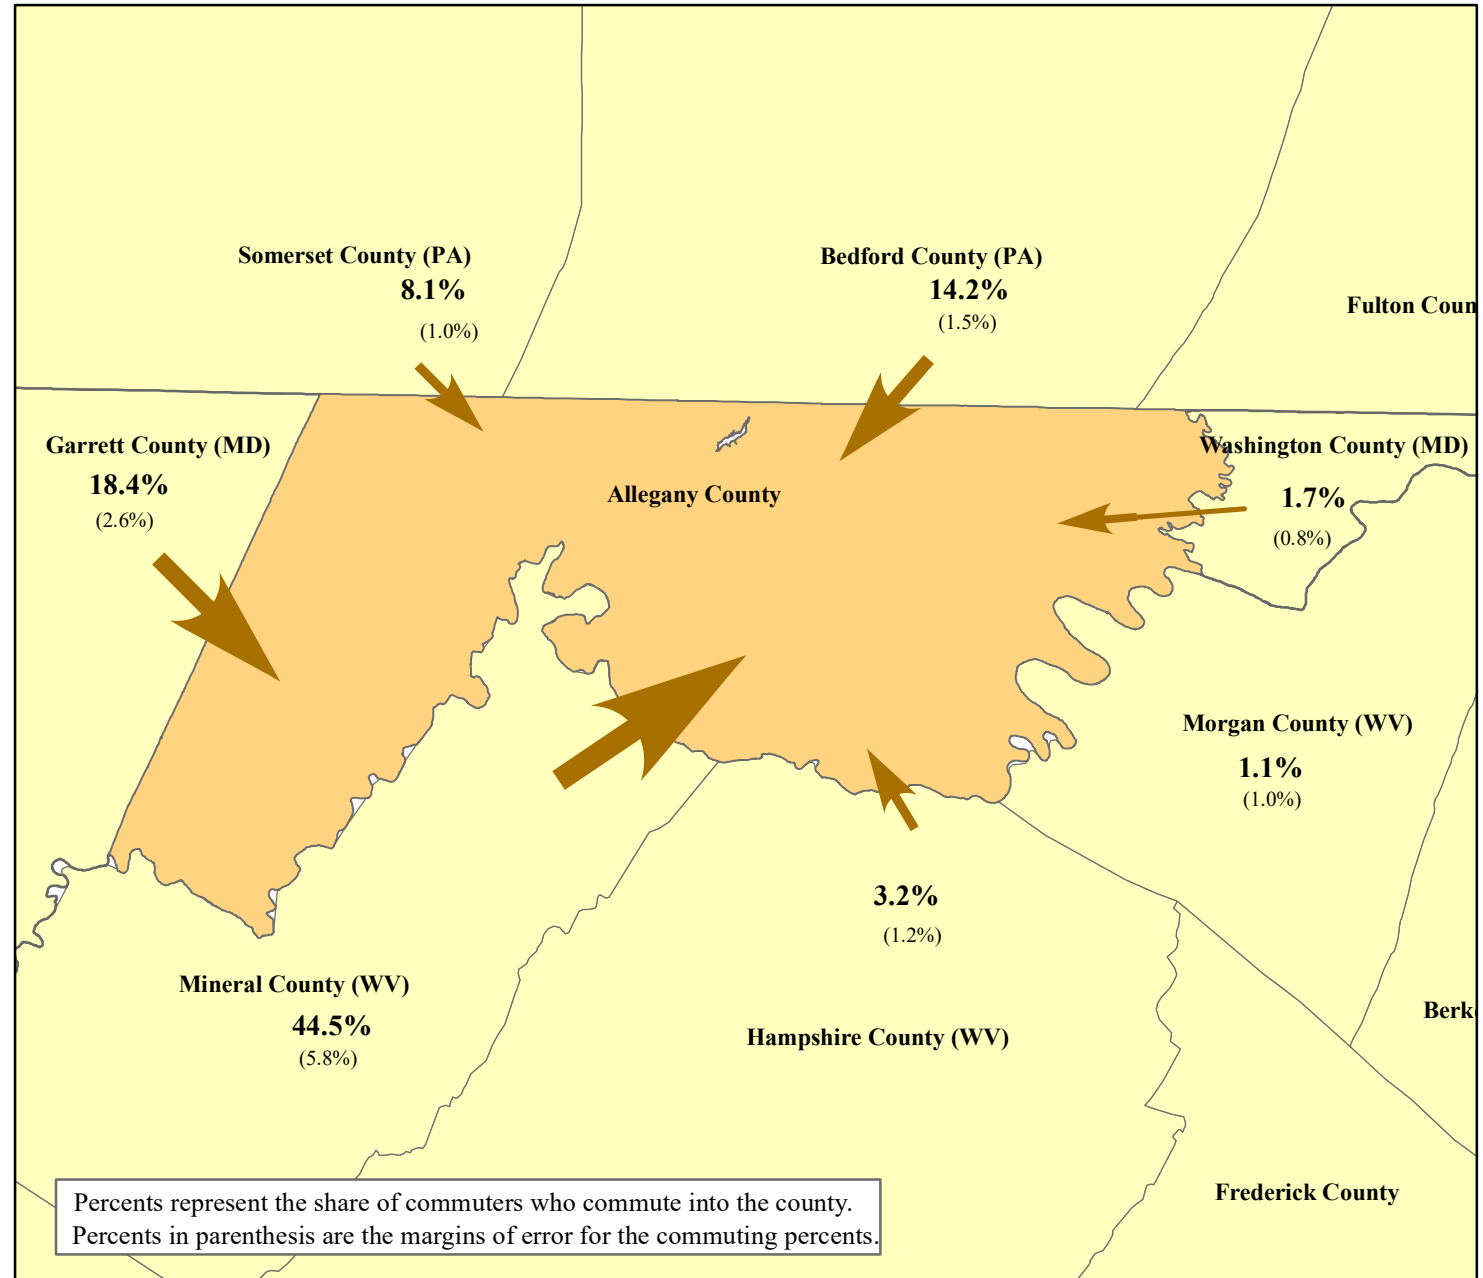 Somerset County (PA)
8.1%
(1.0%)
Bedford County (PA)
14.2%
(1.5%)
Fulton Coun
Garrett County (MD)
18.4%
(2.6%)
Allegany County
Washington County (MD)
1.7%
(0.8%)
Morgan County (WV)
1.1%
(1.0%)
3.2%
(1.2%)
Hampshire County (WV)
Mineral County (WV)
44.5%
(5.8%)
Berk
Frederick County
Percents represent the share of commuters who commute into the county.
Percents in parenthesis are the margins of error for the commuting percents.